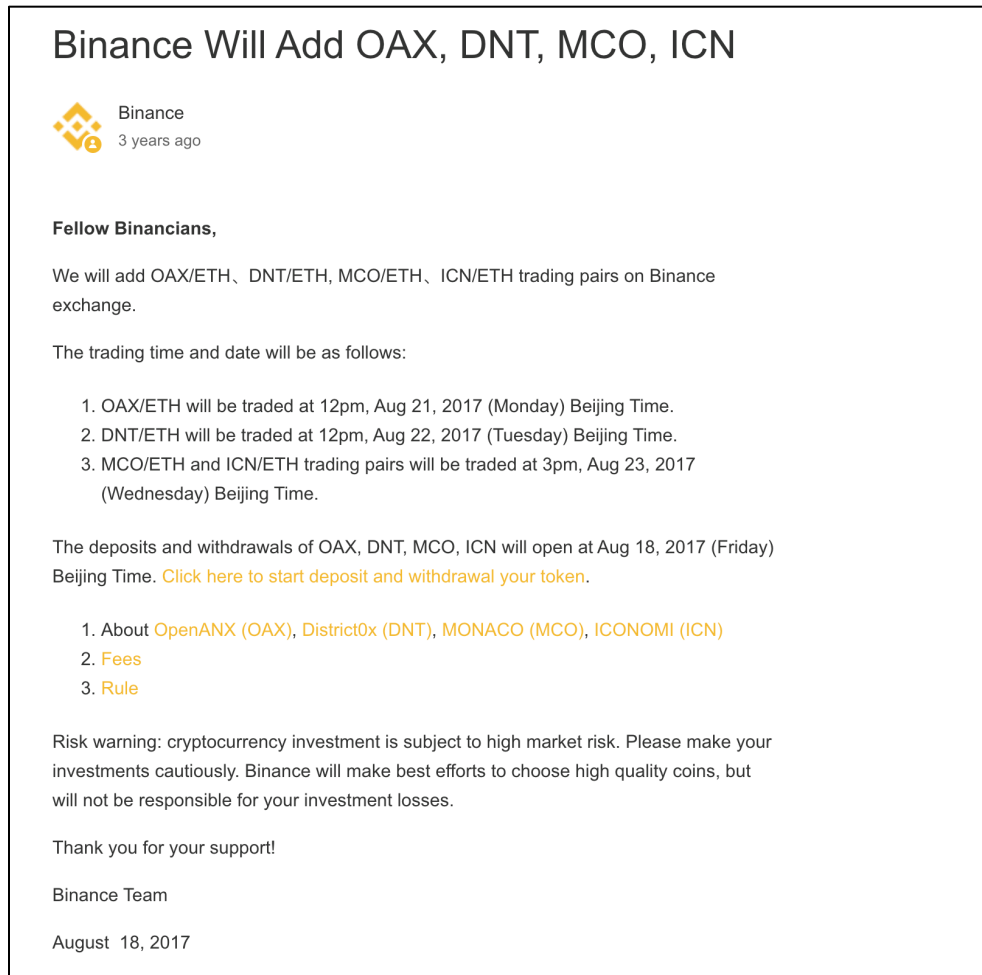 Binance Will Add OAX, DNT, MCO, ICN
Binance
3 years ago
Fellow Binancians,
We will add OAX/ETH、DNT/ETH, MCO/ETH、ICN/ETH trading pairs on Binance
exchange.
The trading time and date will be as follows:
1. OAX/ETH will be traded at 12pm, Aug 21, 2017 (Monday) Beijing Time.
2. DNT/ETH will be traded at 12pm, Aug 22, 2017 (Tuesday) Beijing Time.
3. MCO/ETH and ICN/ETH trading pairs will be traded at 3pm, Aug 23, 2017
(Wednesday) Beijing Time.
The deposits and withdrawals of OAX, DNT, MCO, ICN will open at Aug 18, 2017 (Friday)
Beijing Time. Click here to start deposit and withdrawal your token.
1. About OpenANX (OAX), District0x (DNT), MONACO (MCO), ICONOMI (ICN)
2. Fees
3. Rule
Risk warning: cryptocurrency investment is subject to high market risk. Please make your
investments cautiously. Binance will make best efforts to choose high quality coins, but
will not be responsible for your investment losses.
Thank you for your support!
Binance Team
August  18, 2017